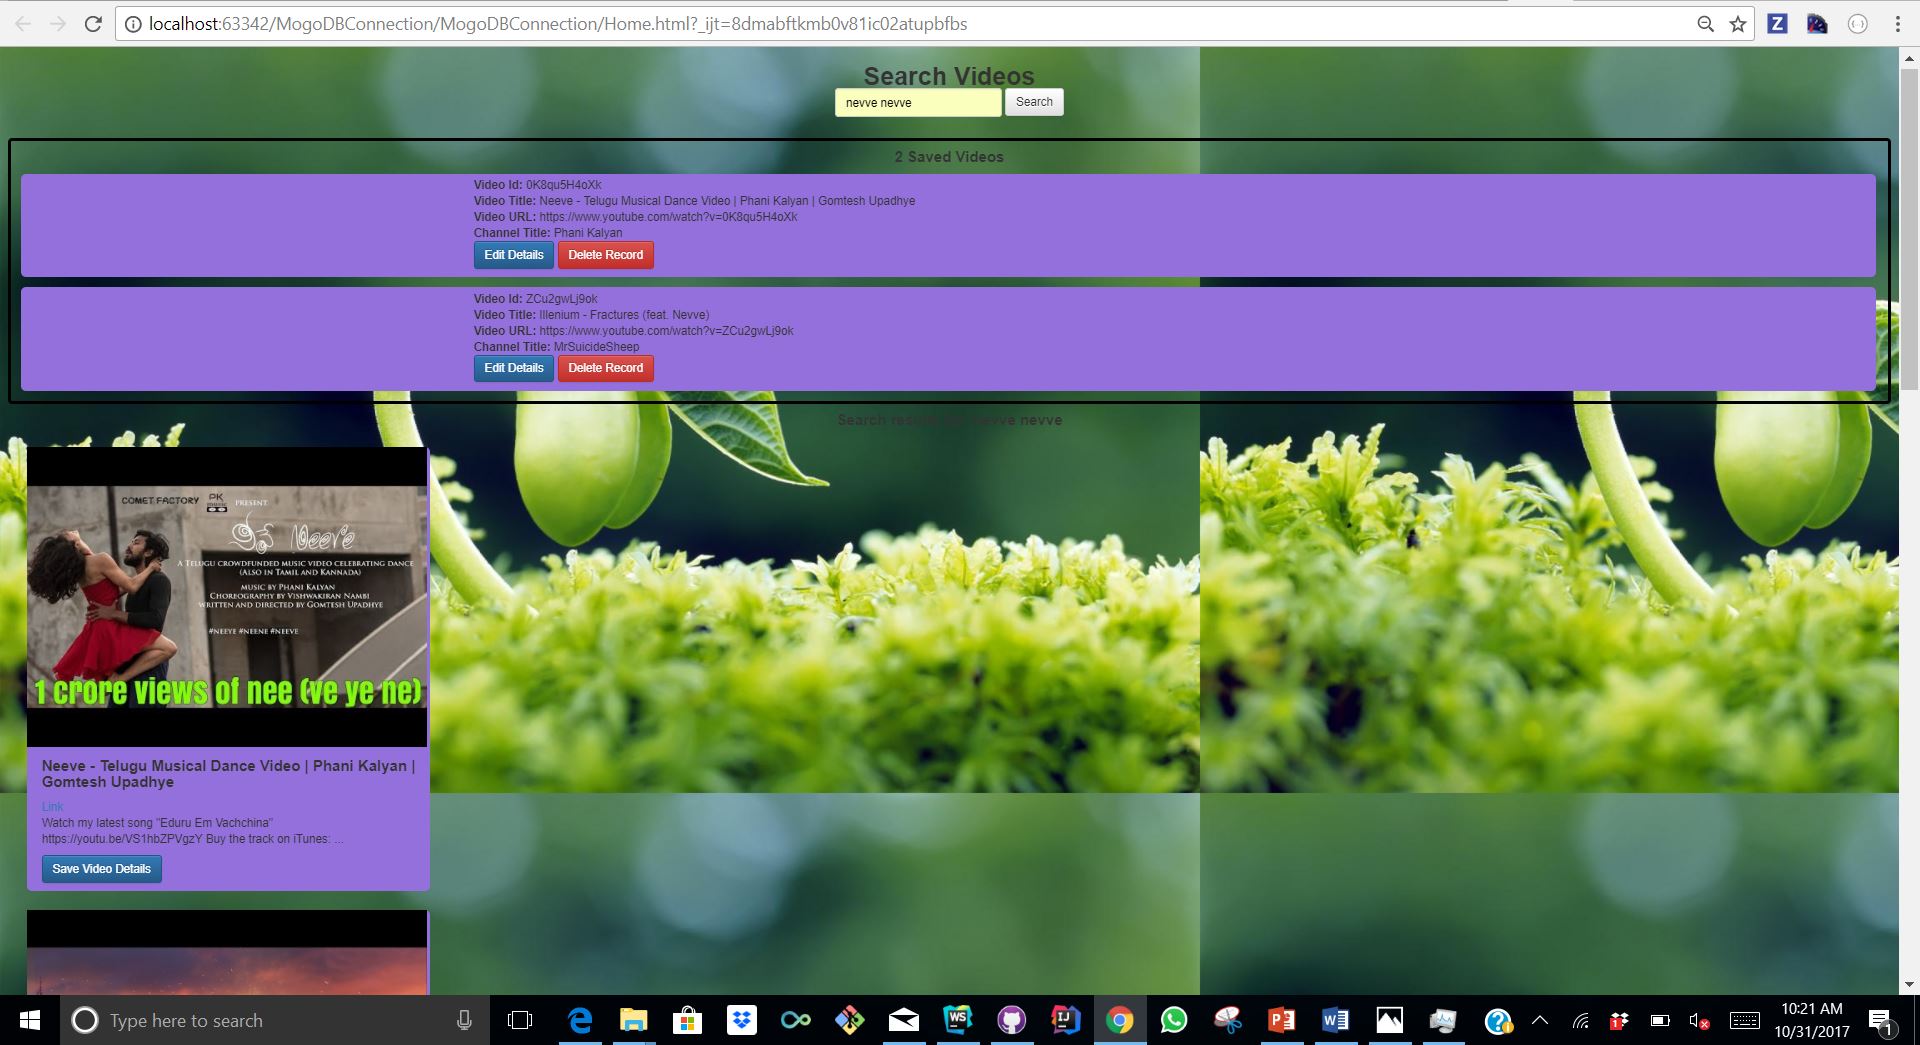 localhost:63342/MogoDBConnection/MogoDBConnection/Home.html?_ijt=8dmabftkmb0v81ic02atupbfbs
Search Videos
nevve nevve
Search
2 Saved Videos
Video Id: 0K8qu5H4oXk
Video Title: Neeve - Telugu Musical Dance Video | Phani Kalyan | Gomtesh Upadhye
Video URL: https://www.youtube.com/watch?v=0K8qu5H4oXk
Channel Title: Phani Kalyan
Edit Details
Delete Record
Video Id: ZCu2gwLj9ok
Video Title: Illenium - Fractures (feat. Nevve)
Video URL: https://www.youtube.com/watch?v=ZCu2gwLj9ok
Channel Title: MrSuicideSheep
Edit Details
Delete Record
Search nevve nevve
COMET FACTORY PK PRESENT
Neeve
A TELUGU CROWDFUNDED MUSIC VIDEO CELEBRATING DANCE
(ALSO IN TAMIL AND KANNADA)
MUSIC BY PHANI KALYAN
CHOREOGRAPHY BY VISHWAKIRAN NAMBI
WRITTEN AND DIRECTED BY GOMTESH UPADHYE
#NEEYE #NEENE #NEEVE
1 crore views of nee (ve ye ne)
Neeve - Telugu Musical Dance Video | Phani Kalyan |
Gomtesh Upadhye
Link
Watch my latest song "Eduru Em Vachchina"
https://youtu.be/VS1hbZPVgzY Buy the track on iTunes: ...
Save Video Details
Type here to search
10:21 AM
10/31/2017
1